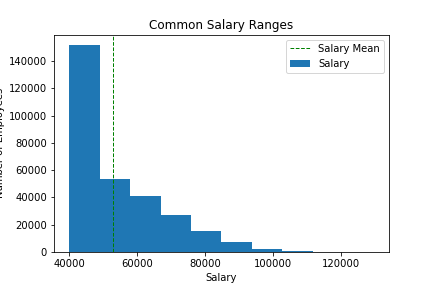 Common Salary Ranges
Salary Mean
Salary
140000
120000
100000
80000
60000
40000
20000
0
Number of Employees
40000 60000 80000 100000 120000
Salary